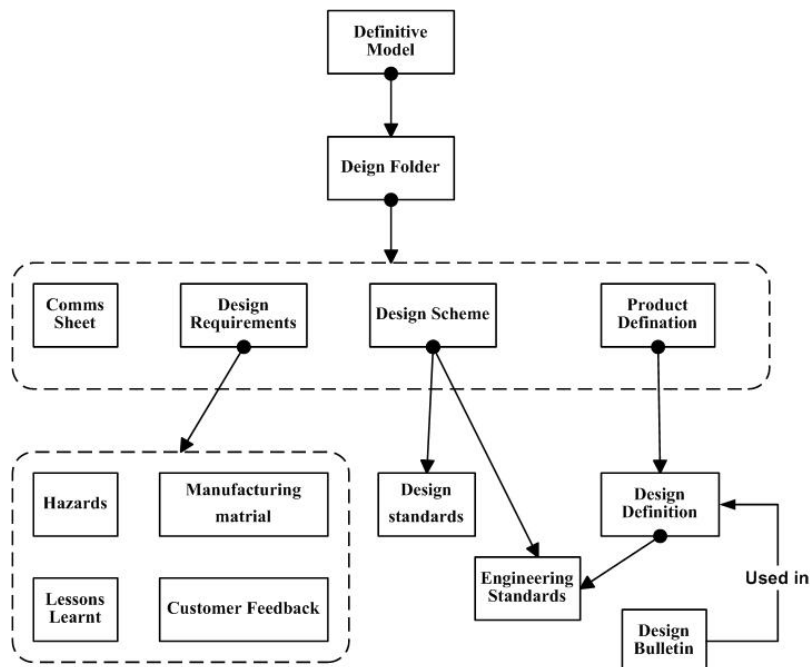 Definitive
Model
Deign Folder
Comms
Sheet
Design
Requirements
Design Scheme
Product
Defination
Hazards
Manufacturing
matrial
Design
standards
Design
Definition
Lessons
Learnt
Customer Feedback
Engineering
Standards
Used in
Design
Bulletin